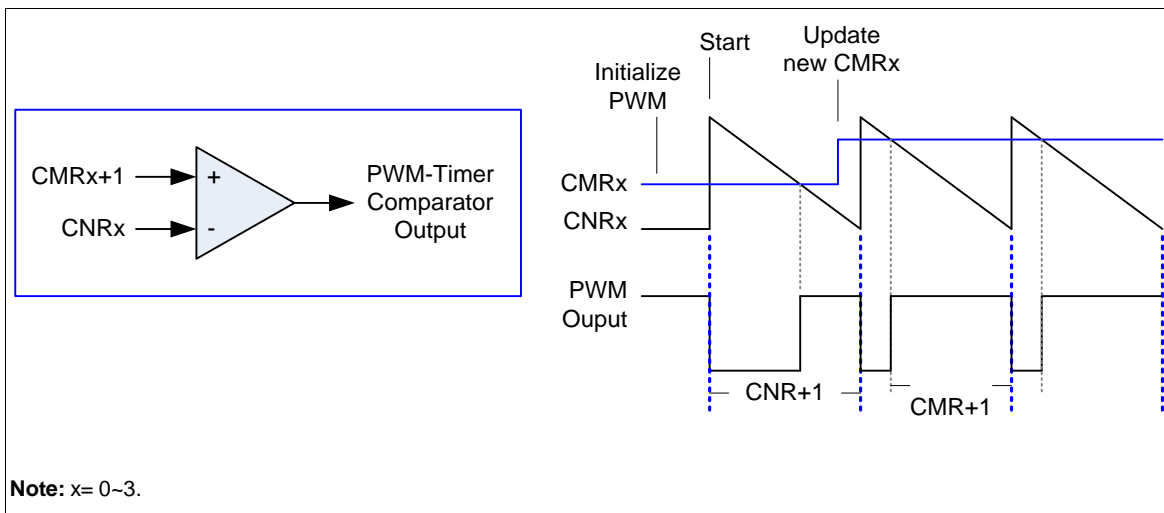 CMRx+1
+
CNRx
-
PWM-Timer
Comparator
Output
Start
Update
new CMRx
Initialize
PWM
CMRx
CNRx
PWM
Ouput
CNR+1
CMR+1
Note: x= 0~3.